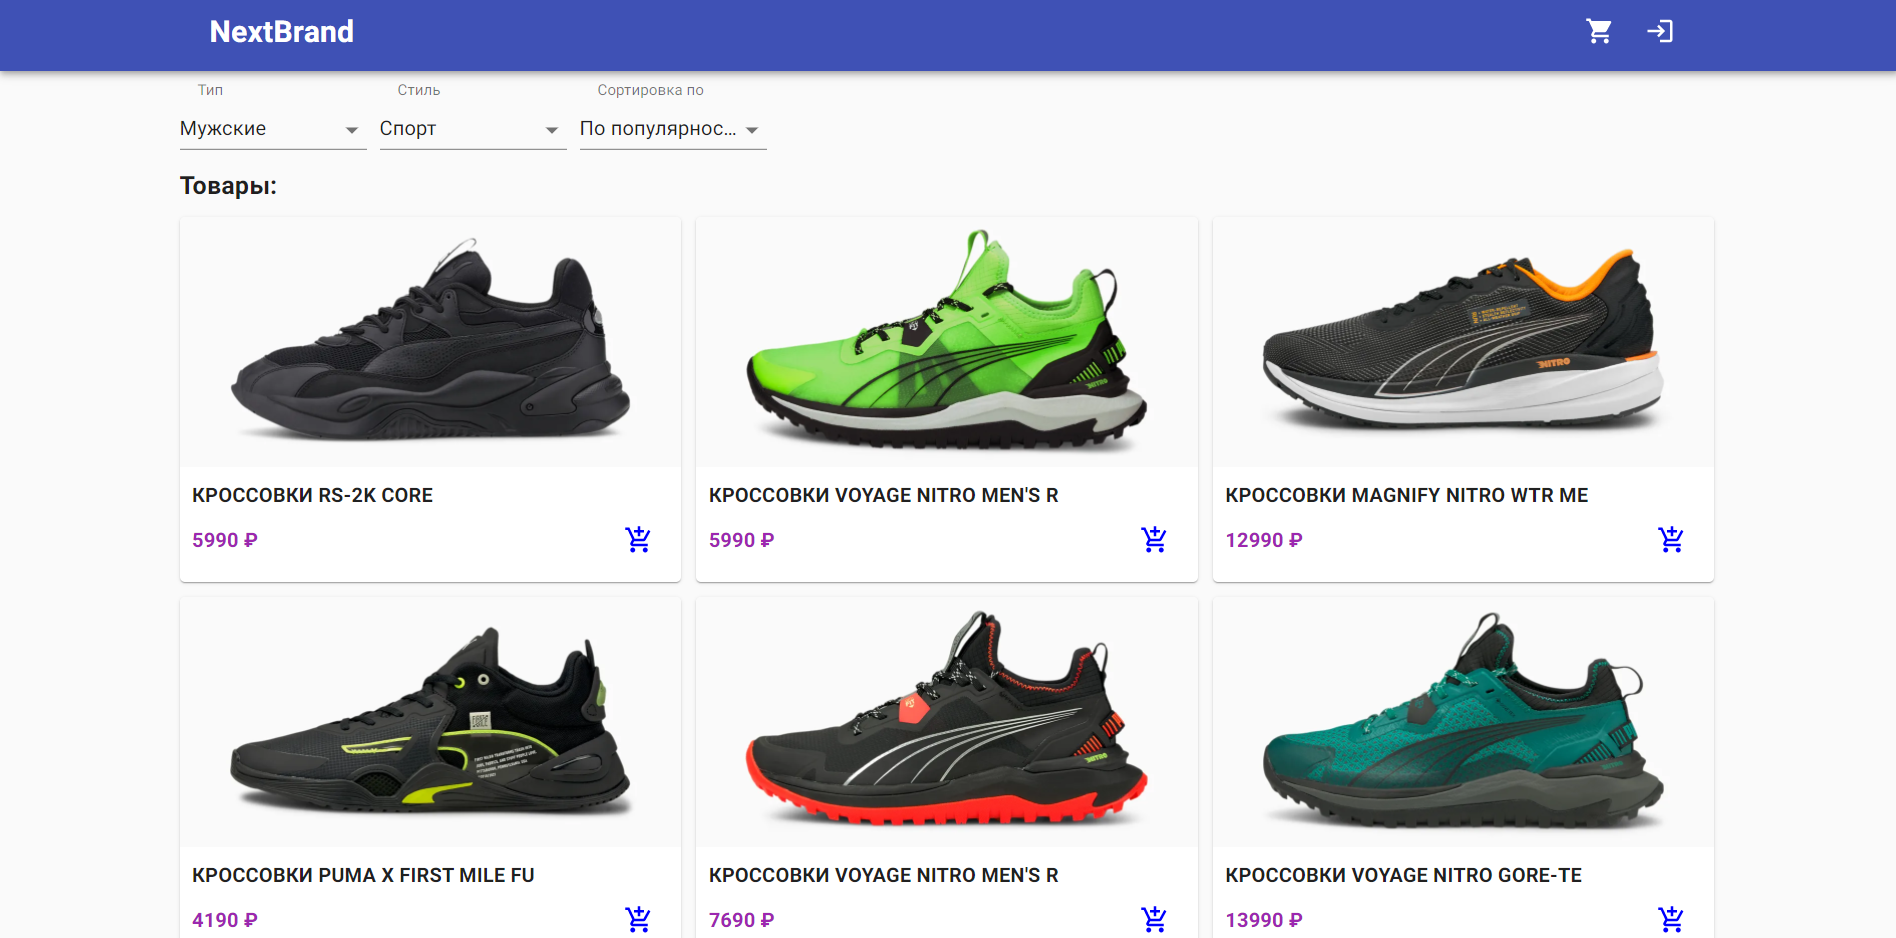 NextBrand
Тип
Стиль
Сортировка по
Мужские
Спорт
По популярнос...
Товары:
КРОССОВКИ RS-2K CORE
5990 ₽
КРОССОВКИ VOYAGE NITRO MEN'S R
5990 ₽
NITRO
КРОССОВКИ MAGNIFY NITRO WTR ME
12990 ₽
КРОССОВКИ PUMA X FIRST MILE FU
4190 ₽
КРОССОВКИ VOYAGE NITRO MEN'S R
7690 ₽
КРОССОВКИ VOYAGE NITRO GORE-TE
13990 ₽